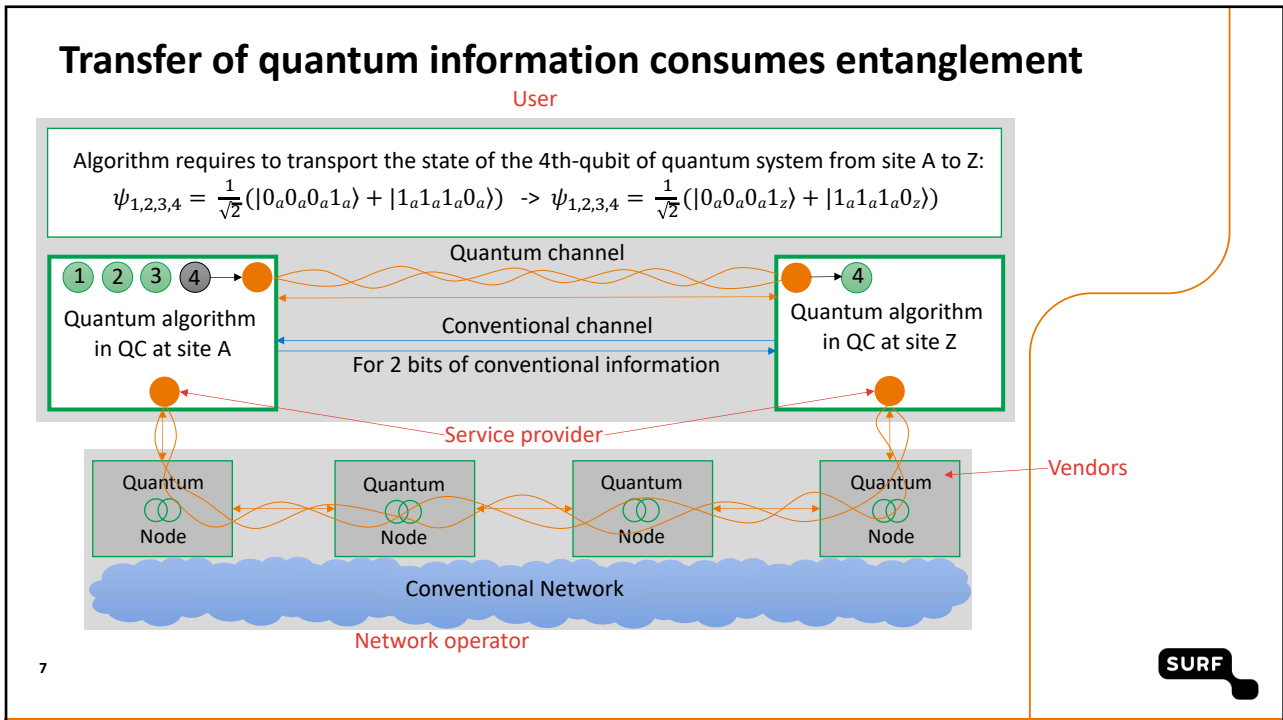 Transfer of quantum information consumes entanglement
User
Algorithm requires to transport the state of the 4th-qubit of quantum system from site A to Z:
𝜓₁,₂,₃,₄ = 1/√2 (|0ₐ0ₐ0ₐ1ₐ⟩ + |1ₐ1ₐ1ₐ0ₐ⟩) -> 𝜓₁,₂,₃,₄ = 1/√2 (|0ₐ0ₐ0ₐ1_z⟩ + |1ₐ1ₐ1ₐ0_z⟩)
Quantum channel
1 2 3 4
4
Quantum algorithm
in QC at site A
Conventional channel
For 2 bits of conventional information
Quantum algorithm
in QC at site Z
Service provider
Vendors
Quantum
Node
Quantum
Node
Quantum
Node
Quantum
Node
Conventional Network
Network operator
7
SURF